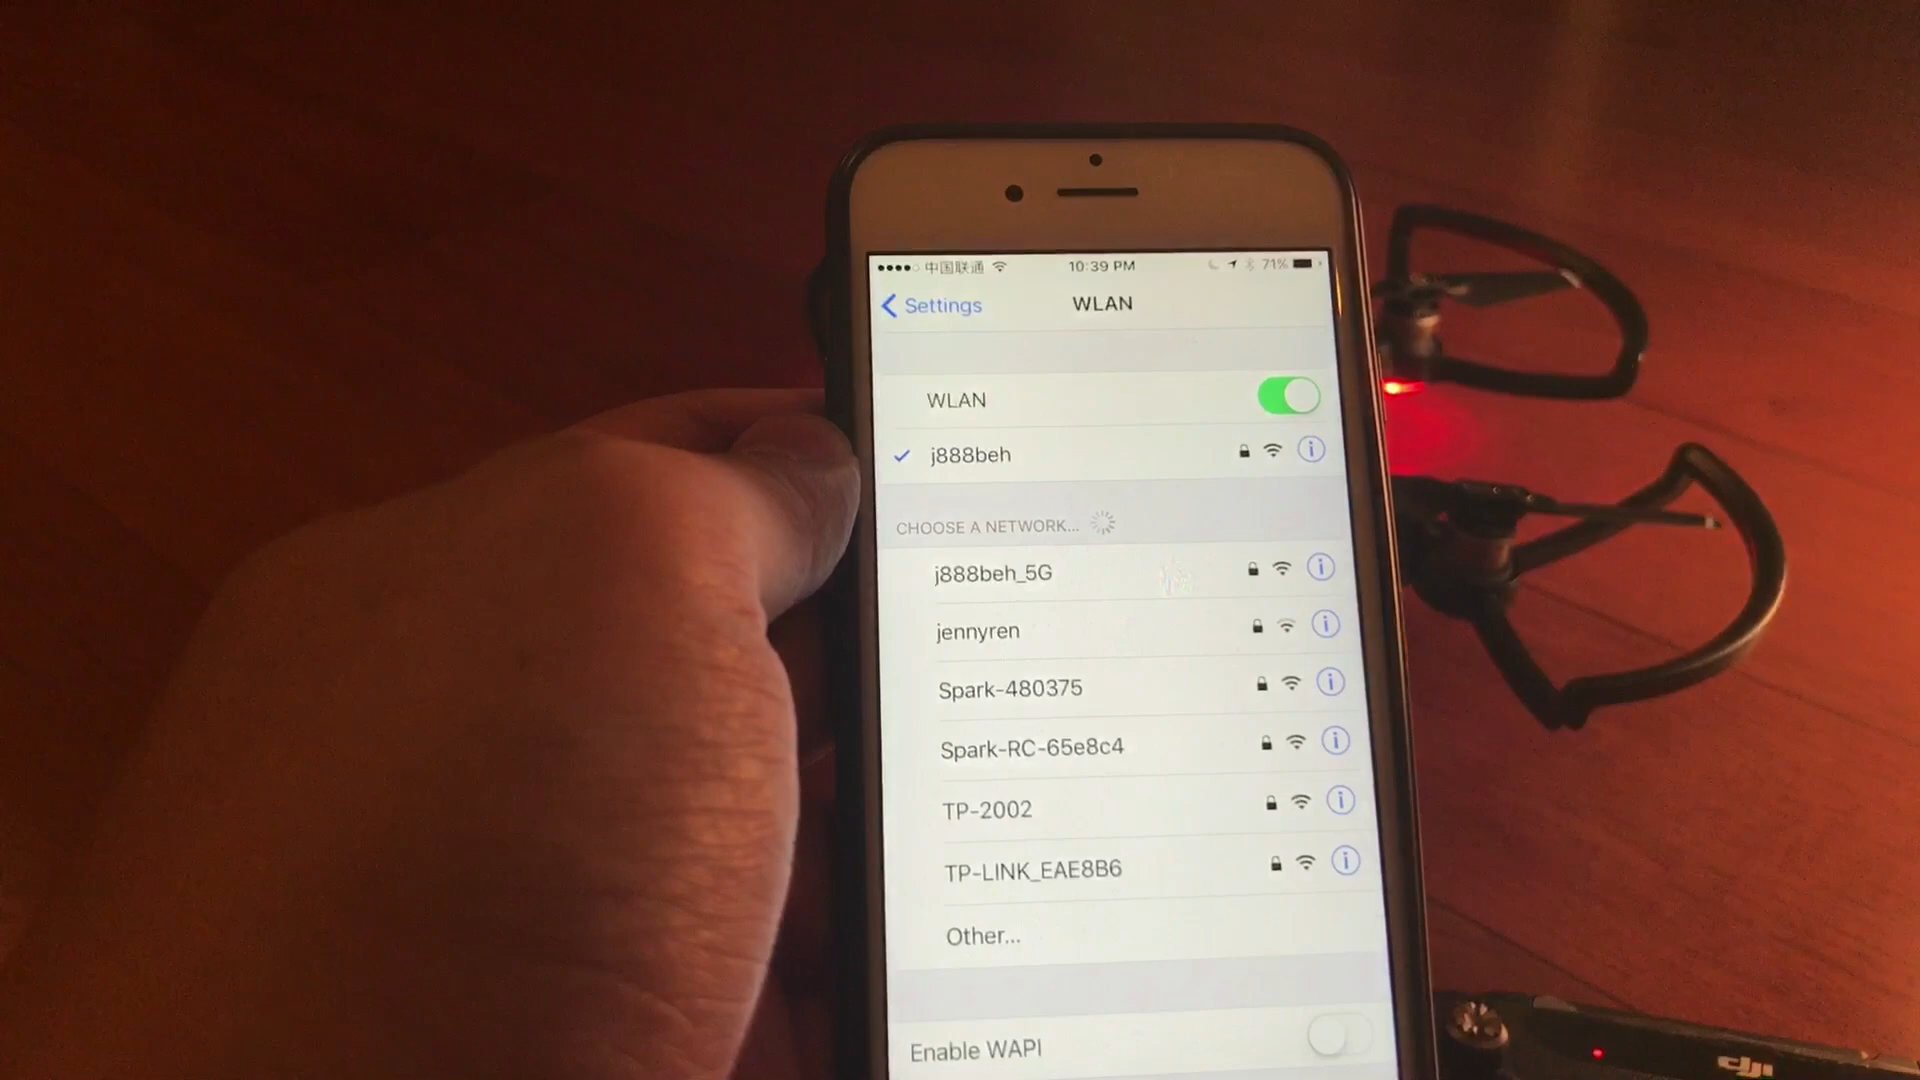 中国联通 10:39 PM 71%
Settings WLAN
WLAN
j888beh
CHOOSE A NETWORK...
j888beh_5G
jennyren
Spark-480375
Spark-RC-65e8c4
TP-2002
TP-LINK_EAE8B6
Other...
Enable WAPI
dji